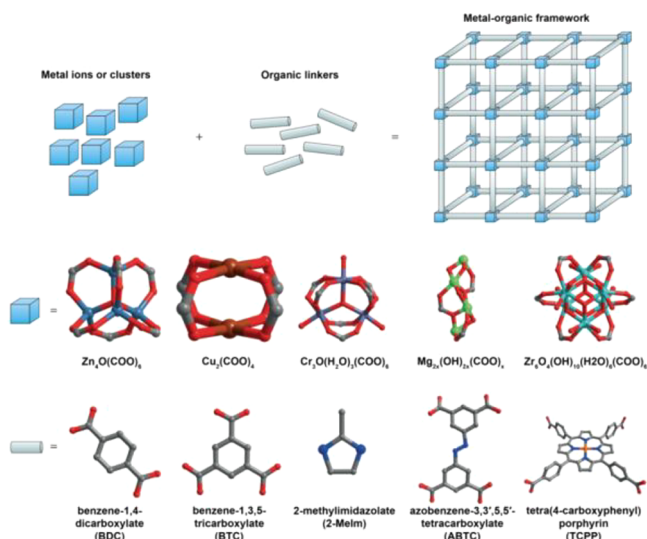 Metal-organic framework
Metal ions or clusters
Organic linkers
+
=
=
Zn₄O(COO)₆
Cu₂(COO)₄
Cr₃O(H₂O)₃(COO)₆
Mg₂ₓ(OH)₂ₓ(COO)ₓ
Zr₆O₄(OH)₁₀(H2O)₆(COO)₆
=
benzene-1,4-
dicarboxylate
(BDC)
benzene-1,3,5-
tricarboxylate
(BTC)
2-methylimidazolate
(2-MeIm)
azobenzene-3,3',5,5'-
tetracarboxylate
(ABTC)
tetra(4-carboxyphenyl)
porphyrin
(TCPP)